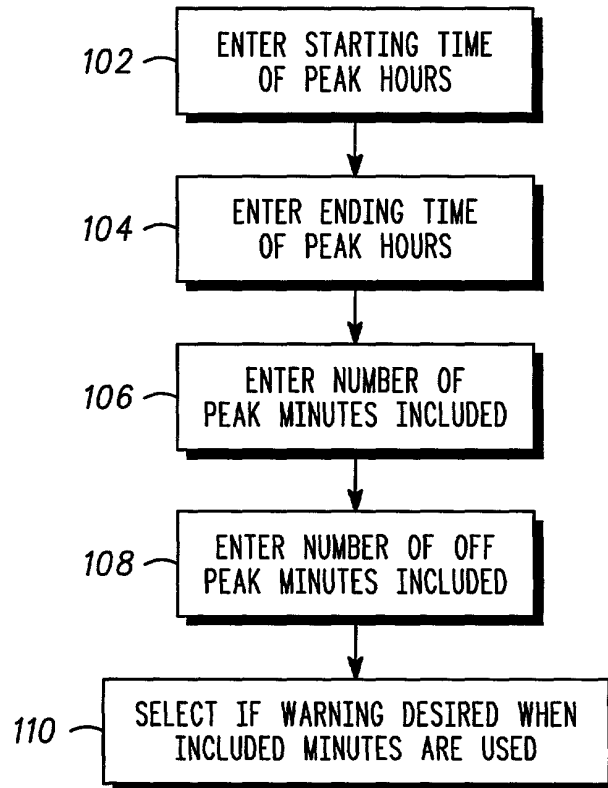 102
ENTER STARTING TIME
OF PEAK HOURS
104
ENTER ENDING TIME
OF PEAK HOURS
106
ENTER NUMBER OF
PEAK MINUTES INCLUDED
108
ENTER NUMBER OF OFF
PEAK MINUTES INCLUDED
110
SELECT IF WARNING DESIRED WHEN
INCLUDED MINUTES ARE USED